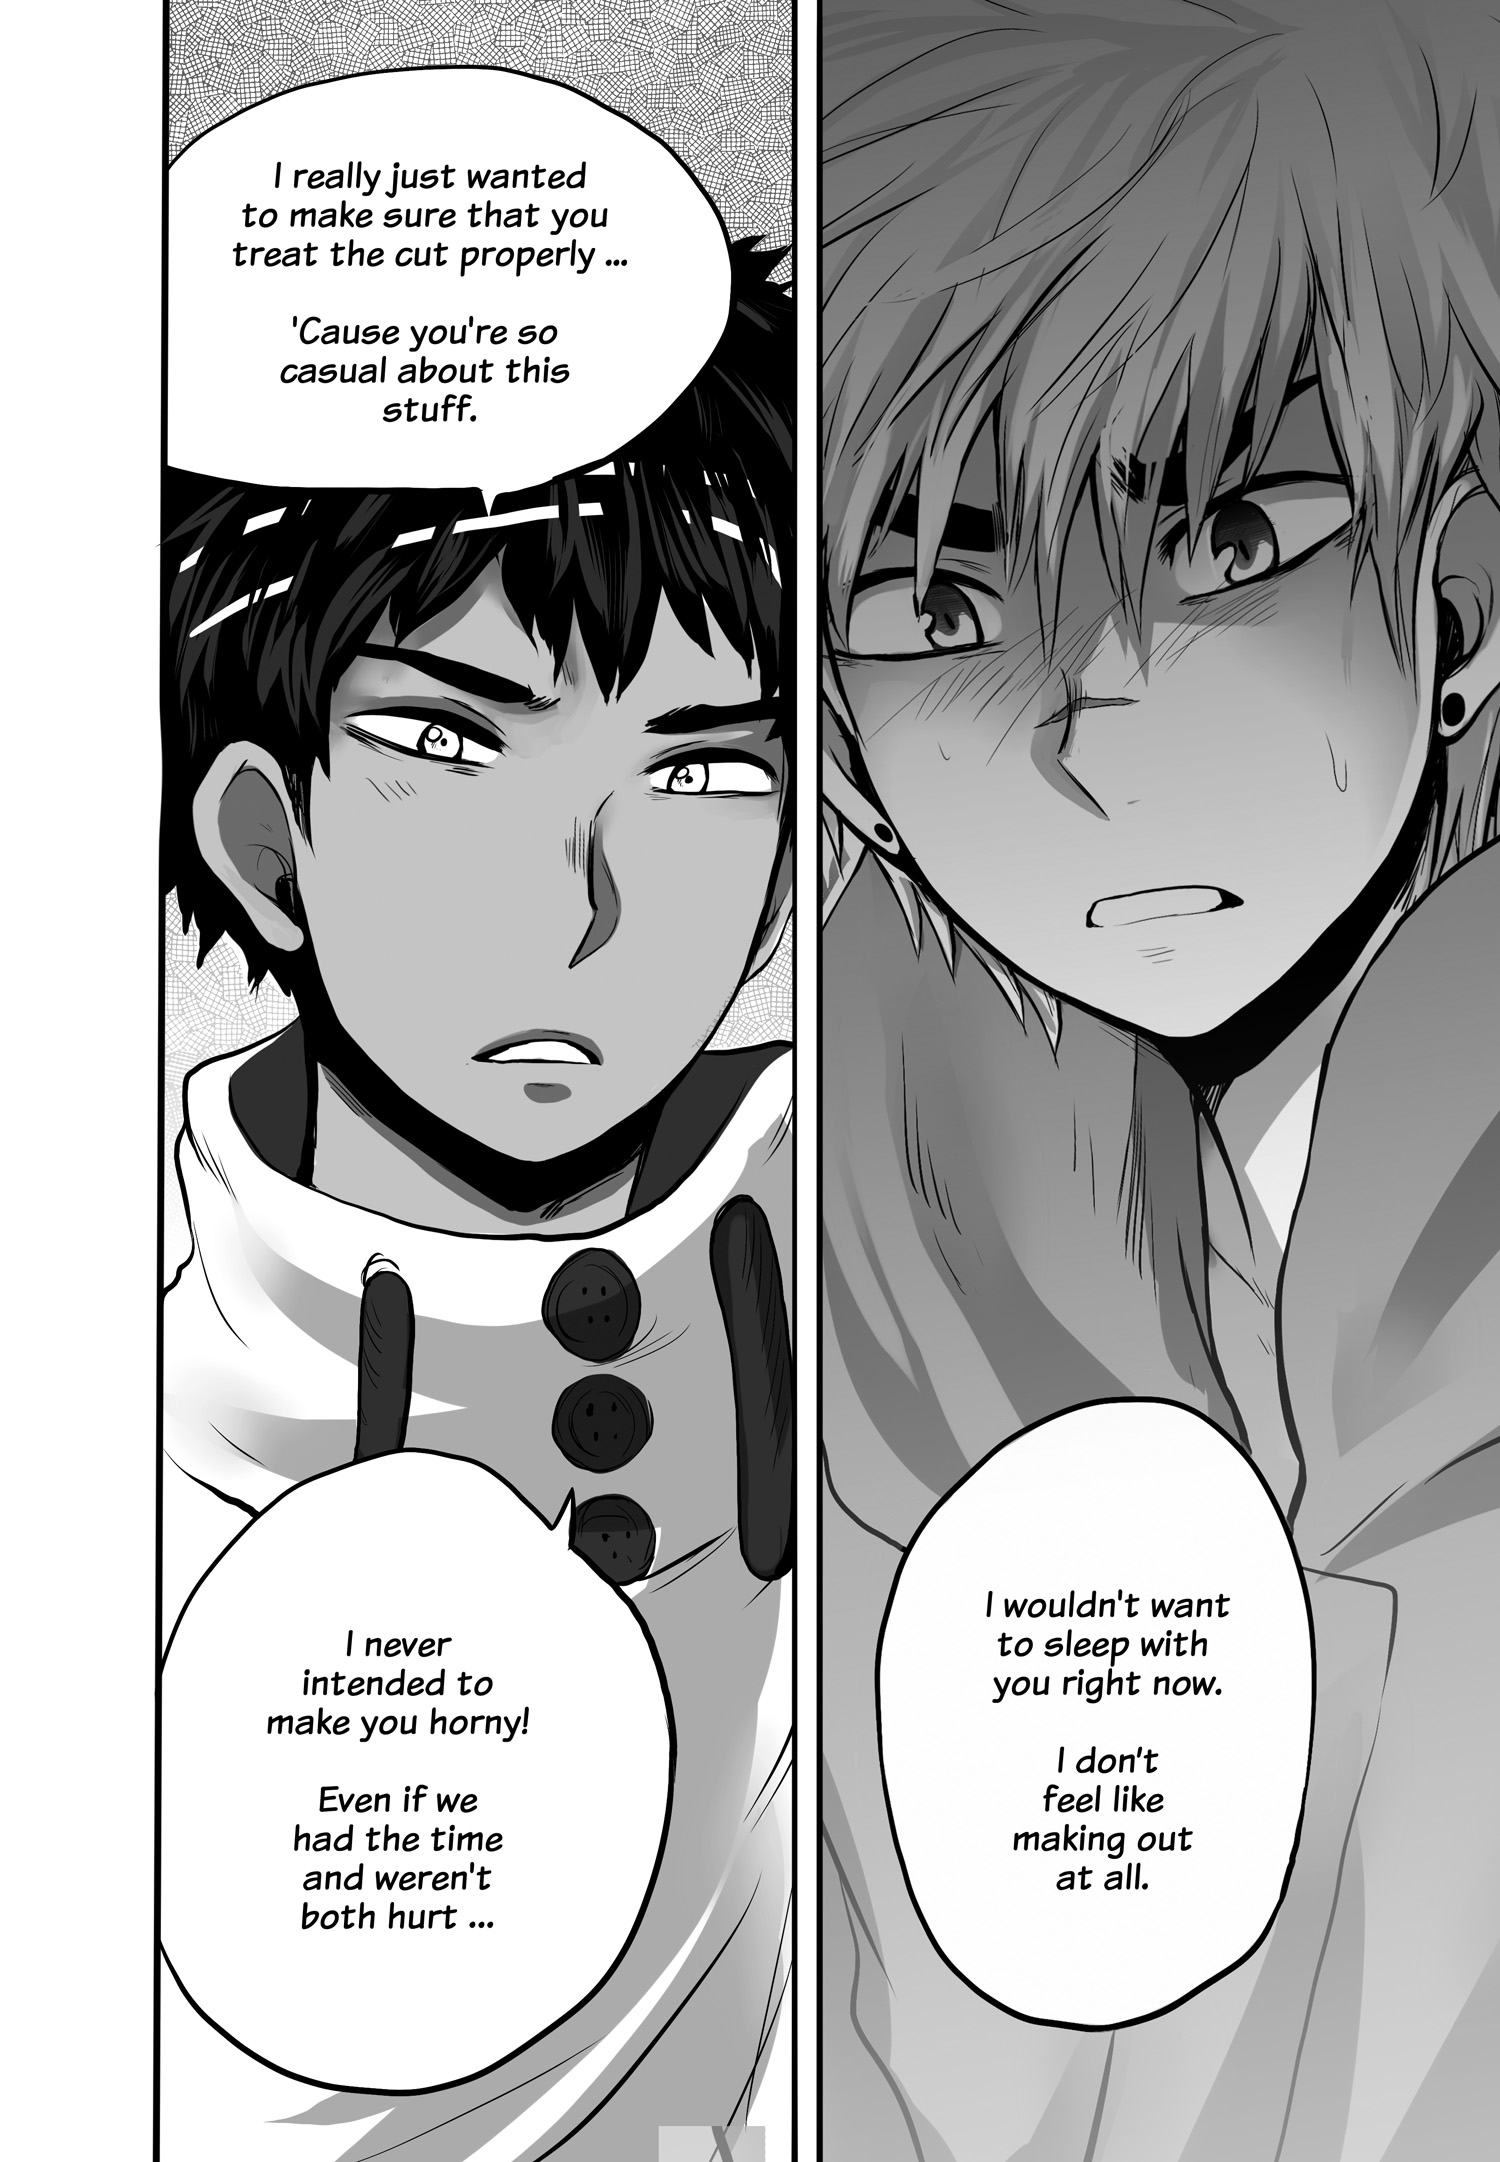 I really just wanted
to make sure that you
treat the cut properly ...
'Cause you're so
casual about this
stuff.
I never
intended to
make you horny!
Even if we
had the time
and weren't
both hurt ...
I wouldn't want
to sleep with
you right now.
I don't
feel like
making out
at all.